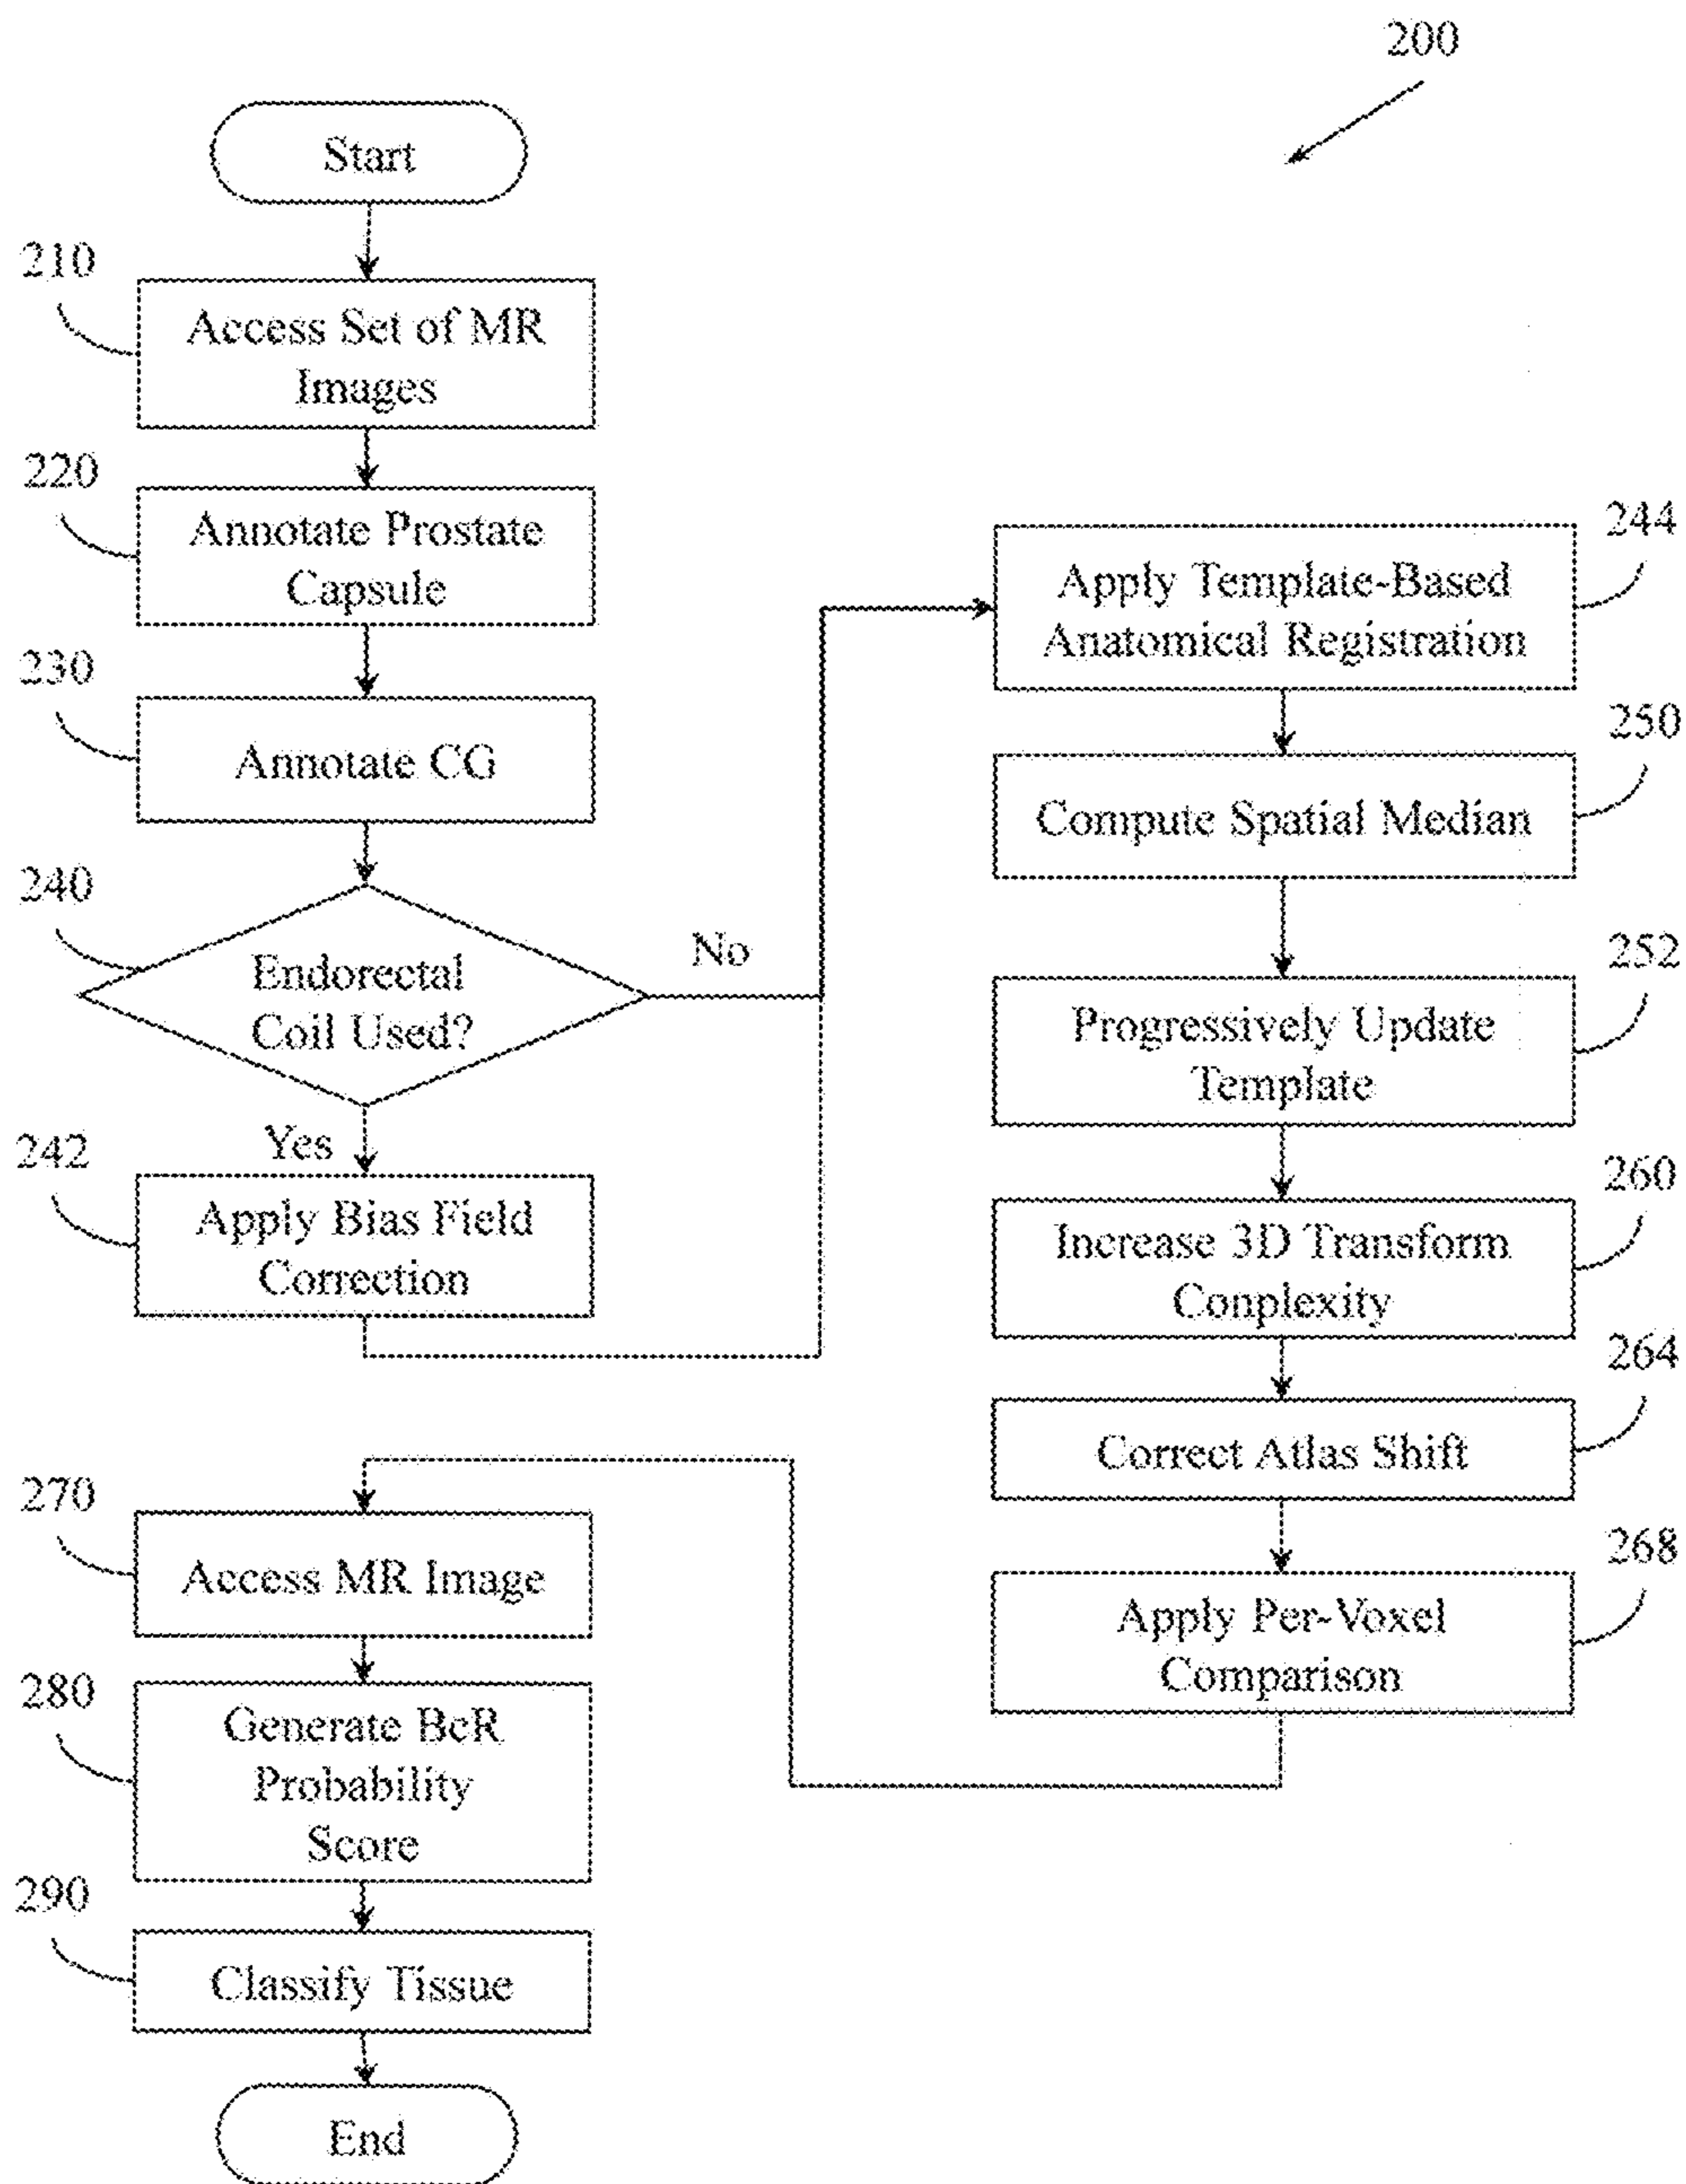 200
Start
210
Access Set of MR
Images
220
Annotate Prostate
Capsule
230
Annotate CG
240
Endorectal
Coil Used?
No
Yes
242
Apply Bias Field
Correction
244
Apply Template-Based
Anatomical Registration
250
Compute Spatial Median
252
Progressively Update
Template
260
Increase 3D Transform
Conplexity
264
Correct Atlas Shift
268
Apply Per-Voxel
Comparison
270
Access MR Image
280
Generate BcR
Probability
Score
290
Classify Tissue
End